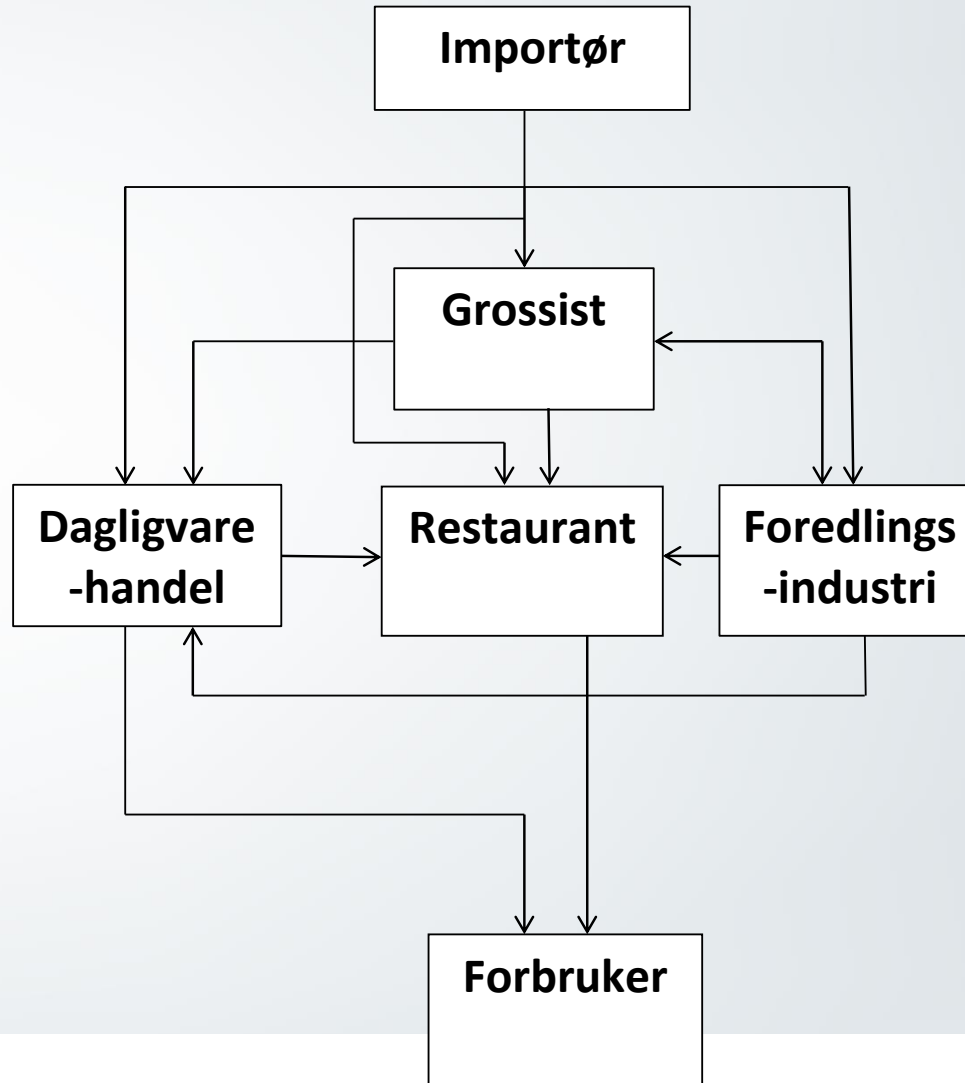 Importør
Grossist
Dagligvare
-handel
Restaurant
Foredlings
-industri
Forbruker